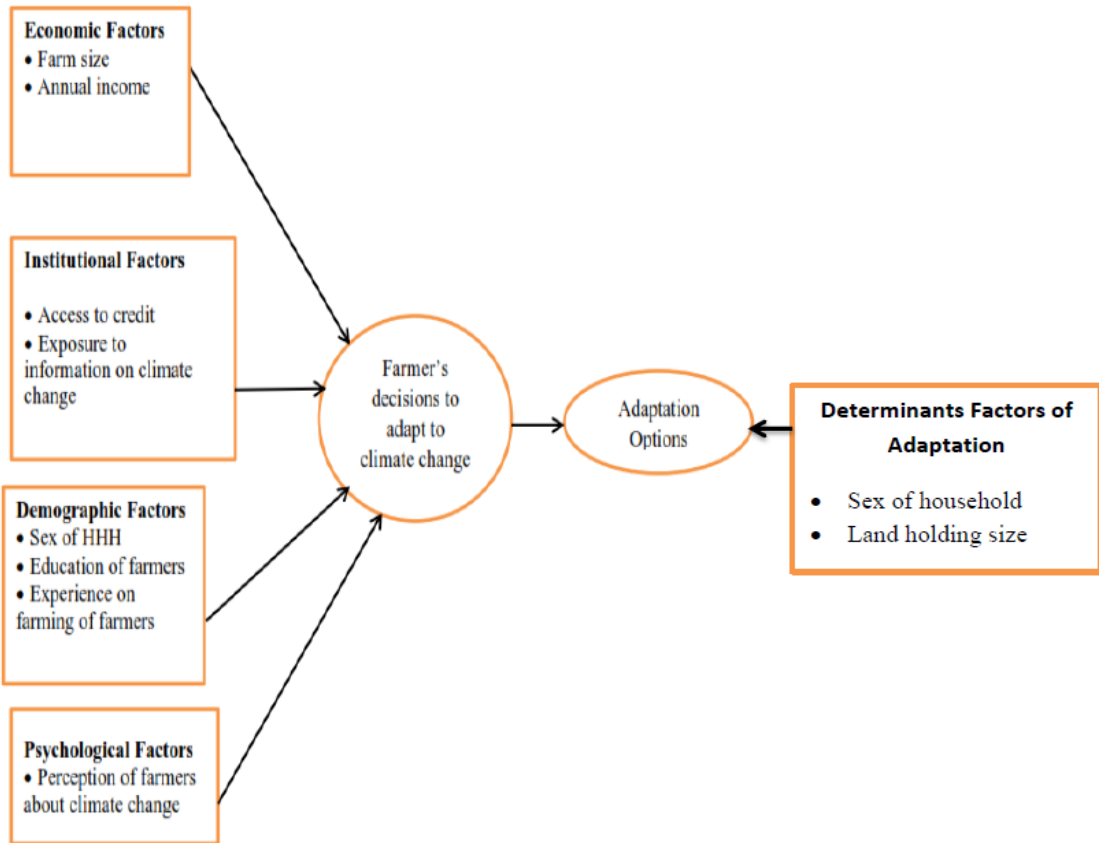 Economic Factors
• Farm size
• Annual income
Institutional Factors
• Access to credit
• Exposure to
information on climate
change
Demographic Factors
• Sex of HHH
• Education of farmers
• Experience on
farming of farmers
Psychological Factors
• Perception of farmers
about climate change
Farmer's
decisions to
adapt to
climate change
Adaptation
Options
Determinants Factors of
Adaptation
• Sex of household
• Land holding size